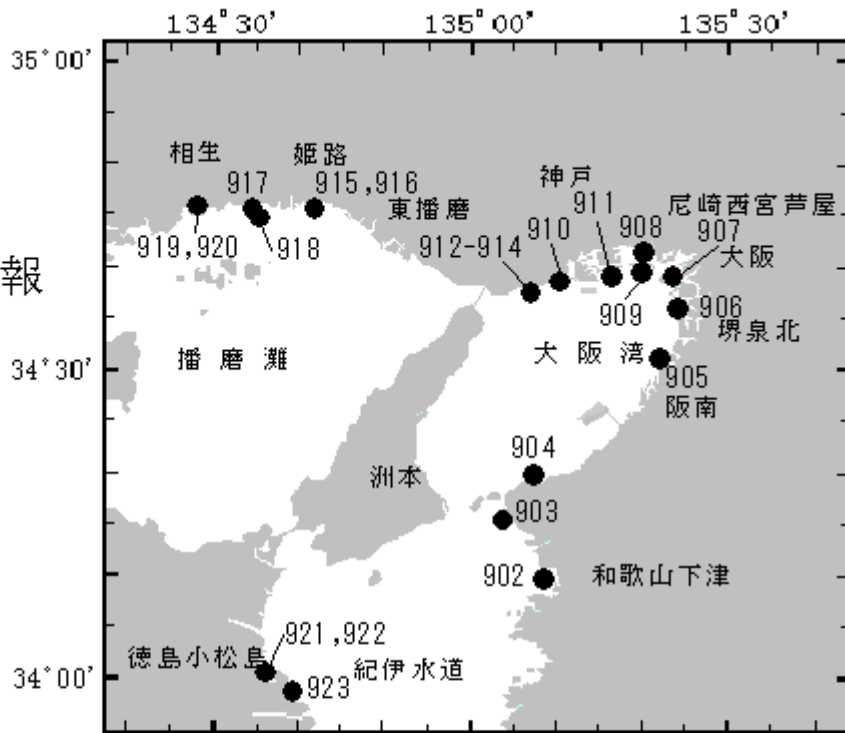 134°30' 135°00' 135°30'
35°00'
相生 姫路
917 915,916 神戸
東播磨 911 908 尼崎西宮芦屋
919,920 918 912-914 910 907
大阪
報
909 906
堺泉北
播磨灘 大阪湾
34°30' 905
阪南
904
洲本
903
902 和歌山下津
921,922
徳島小松島 紀伊水道
34°00' 923